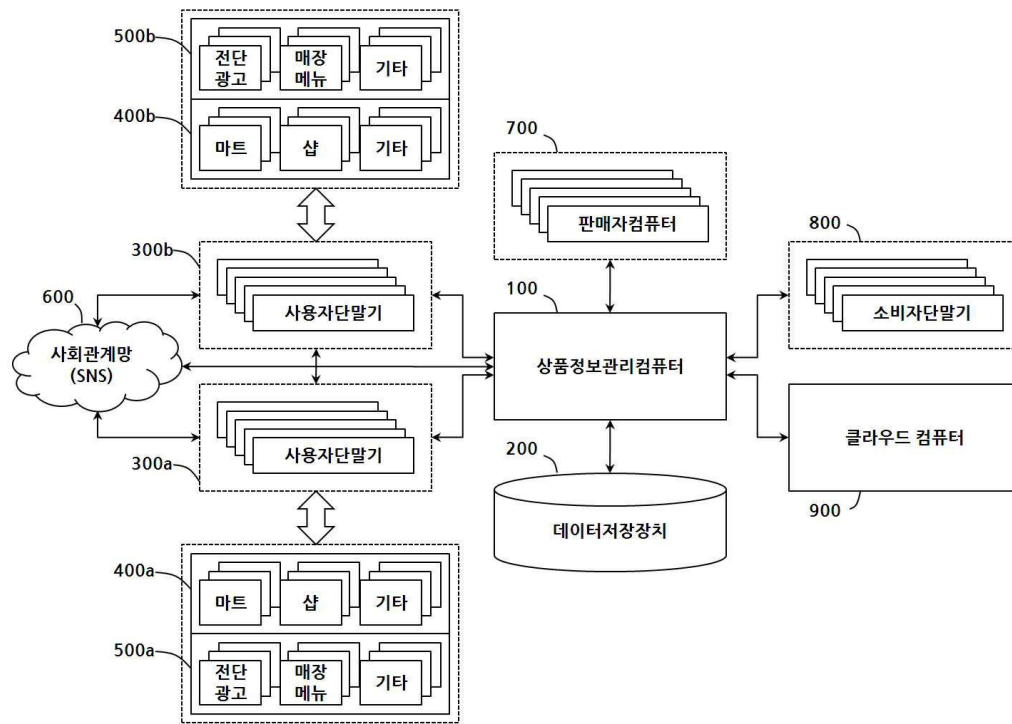 500b
전단
광고
매장
메뉴
기타
400b
마트
샵
기타
700
판매자컴퓨터
300b
사용자단말기
800
소비자단말기
600
사회관계망
(SNS)
100
상품정보관리컴퓨터
300a
사용자단말기
클라우드 컴퓨터
900
200
데이터저장장치
400a
마트
샵
기타
500a
전단
광고
매장
메뉴
기타